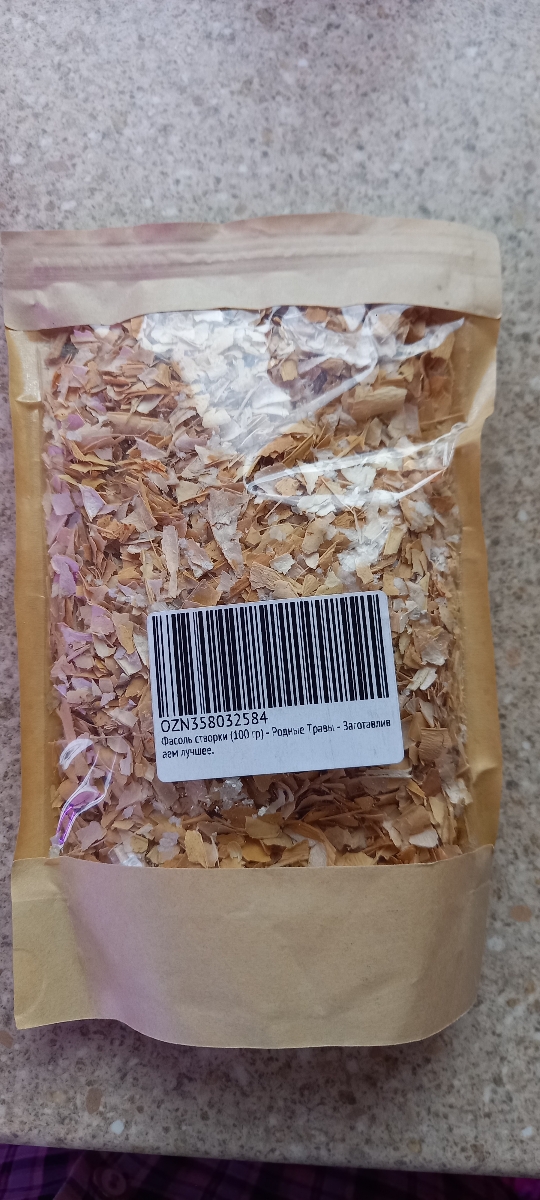 OZN358032584
Фасоль створки (100 гр) - Родные Травы - Заготавлив
аем лучшее.